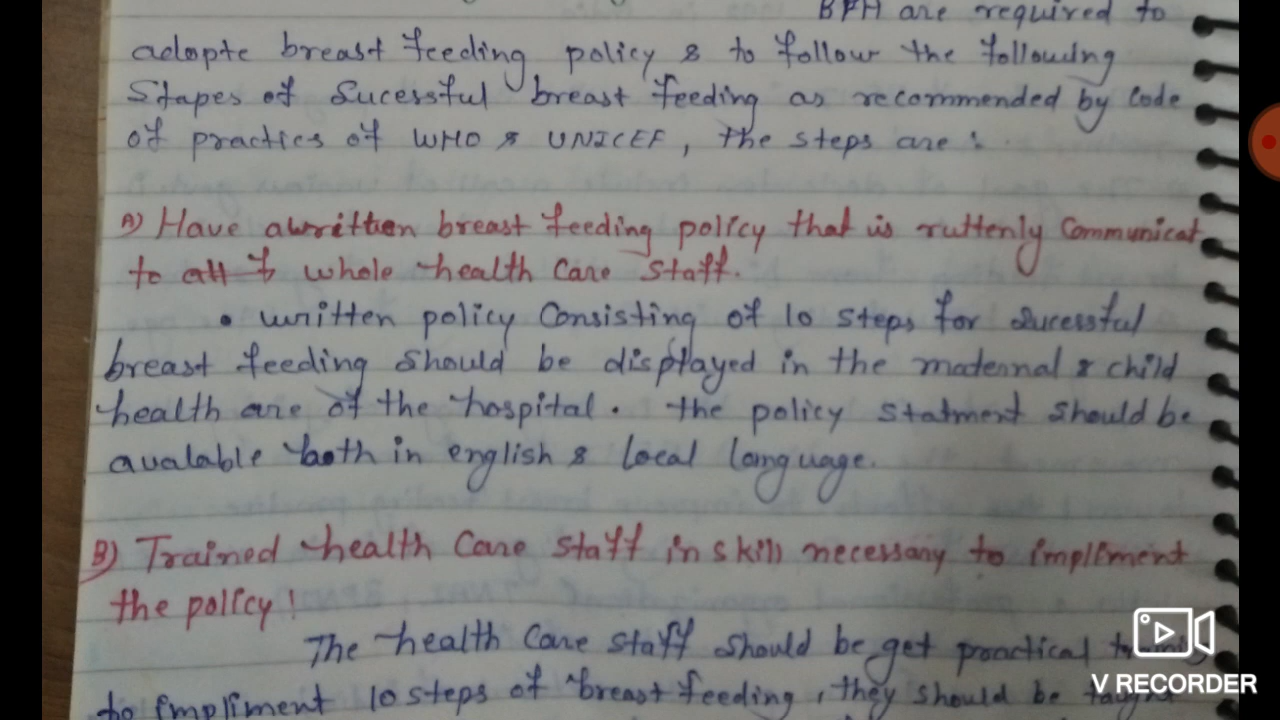 BFH are required to
adopte breast feeding policy & to follow the following
Stapes of Sucessful breast feeding as recommended by Code
of practics of WHO & UNICEF, the steps are :
A) Have a written breast feeding policy that is ruttenly Communicat
to all of whole health Care Staff.
• written policy Consisting of 10 steps for sucessful
breast feeding should be displayed in the maternal & child
health are of the hospital. the policy statment should be
avalable both in english & local language.
B) Trained health Care staff in skill necessary to impliment
the policy!
The health Care staff should be get practical
to impliment 10 steps of breast feeding, they should be
V RECORDER